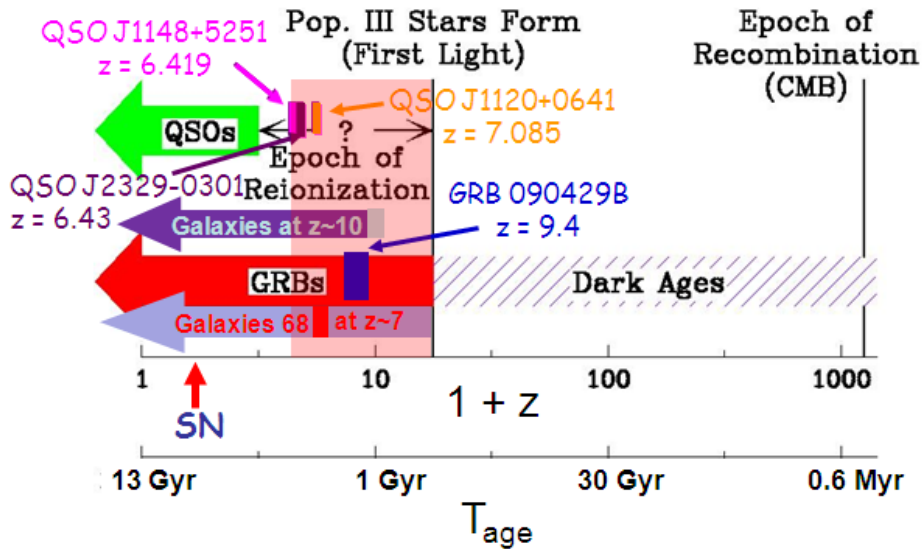 QSO J1148+5251
z = 6.419
Pop. III Stars Form
(First Light)
Epoch of
Recombination
(CMB)
QSOs
?
QSO J1120+0641
z = 7.085
Epoch of
Reionization
QSO J2329-0301
z = 6.43
GRB 090429B
z = 9.4
Galaxies at z~10
GRBs
Dark Ages
Galaxies 68 at z~7
1 10 100 1000
1 + z
SN
13 Gyr 1 Gyr 30 Gyr 0.6 Myr
Tage